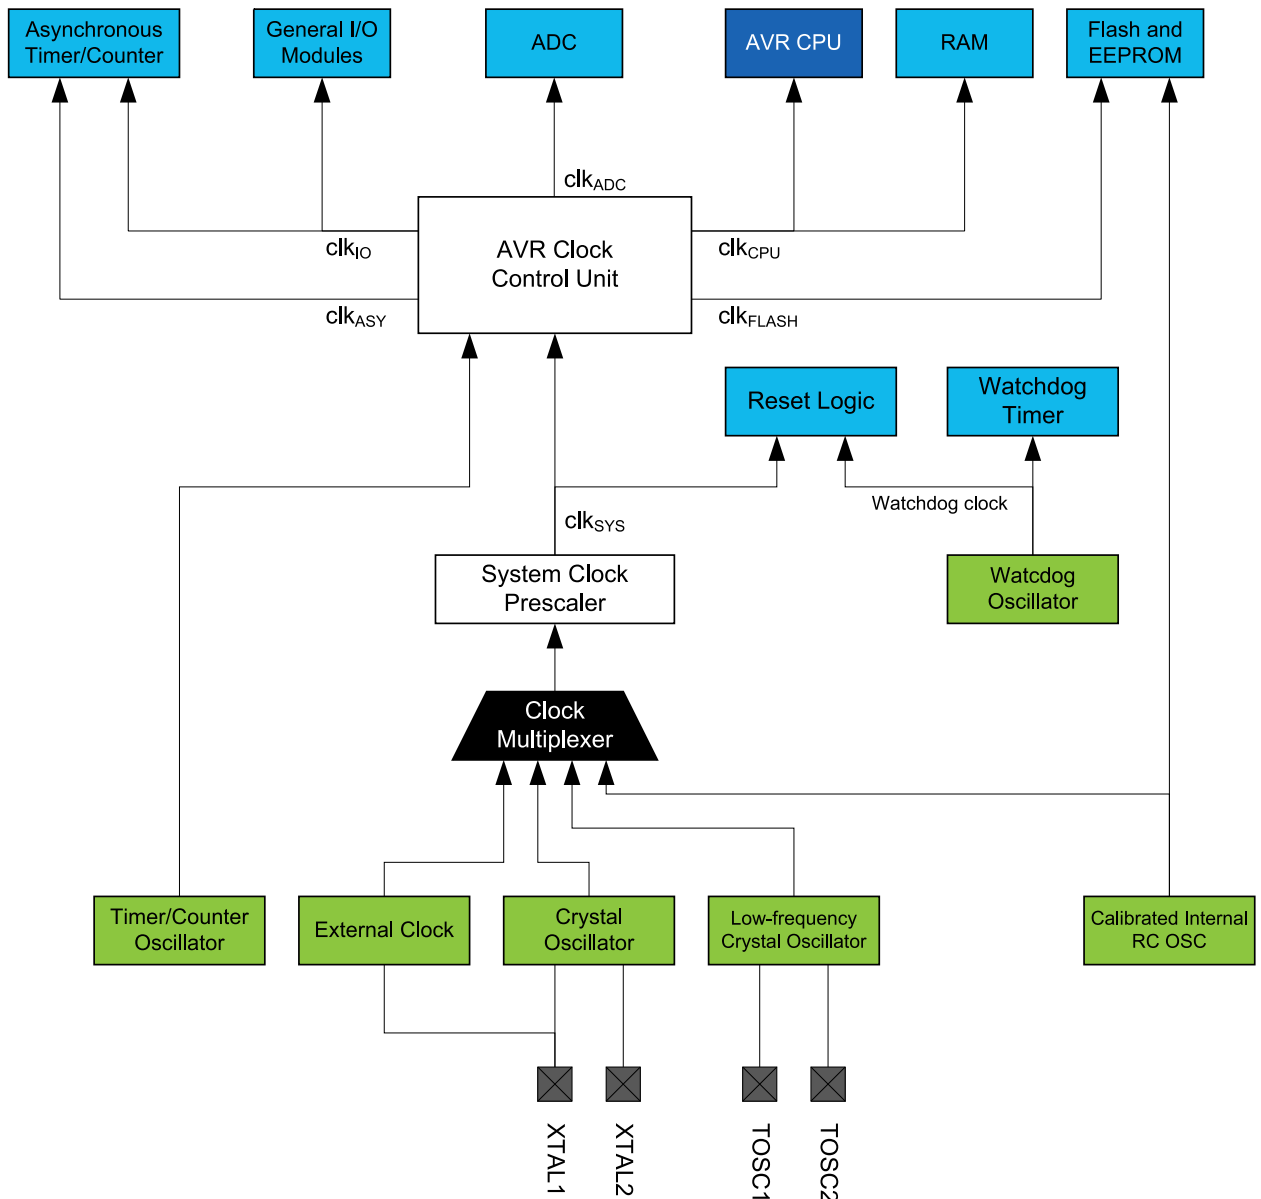 Asynchronous
Timer/Counter
General I/O
Modules
ADC
AVR CPU
RAM
Flash and
EEPROM
clkADC
clkIO
clkASY
AVR Clock
Control Unit
clkCPU
clkFLASH
Reset Logic
Watchdog
Timer
Watchdog clock
clkSYS
System Clock
Prescaler
Watcdog
Oscillator
Clock
Multiplexer
Timer/Counter
Oscillator
External Clock
Crystal
Oscillator
Low-frequency
Crystal Oscillator
Calibrated Internal
RC OSC
XTAL1
XTAL2
TOSC1
TOSC2